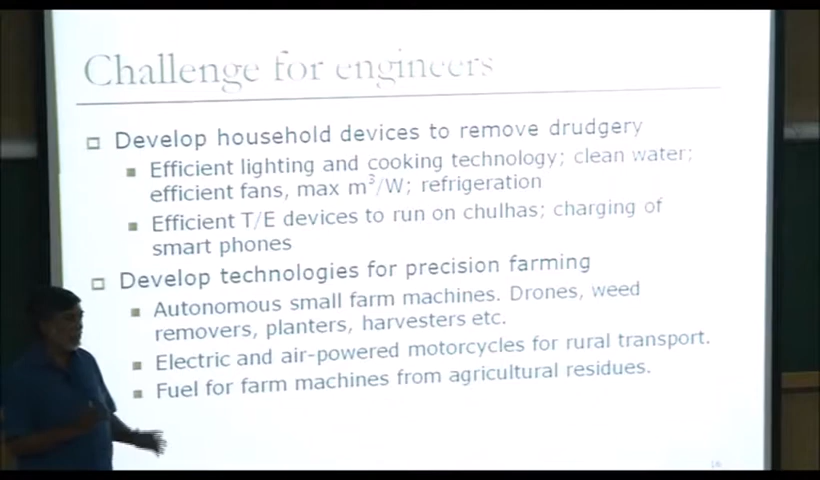 Challenge for engineers
Develop household devices to remove drudgery
Efficient lighting and cooking technology; clean water;
efficient fans, max m³/W; refrigeration
Efficient T/E devices to run on chulhas; charging of
smart phones
Develop technologies for precision farming
Autonomous small farm machines. Drones, weed
removers, planters, harvesters etc.
Electric and air-powered motorcycles for rural transport.
Fuel for farm machines from agricultural residues.
16